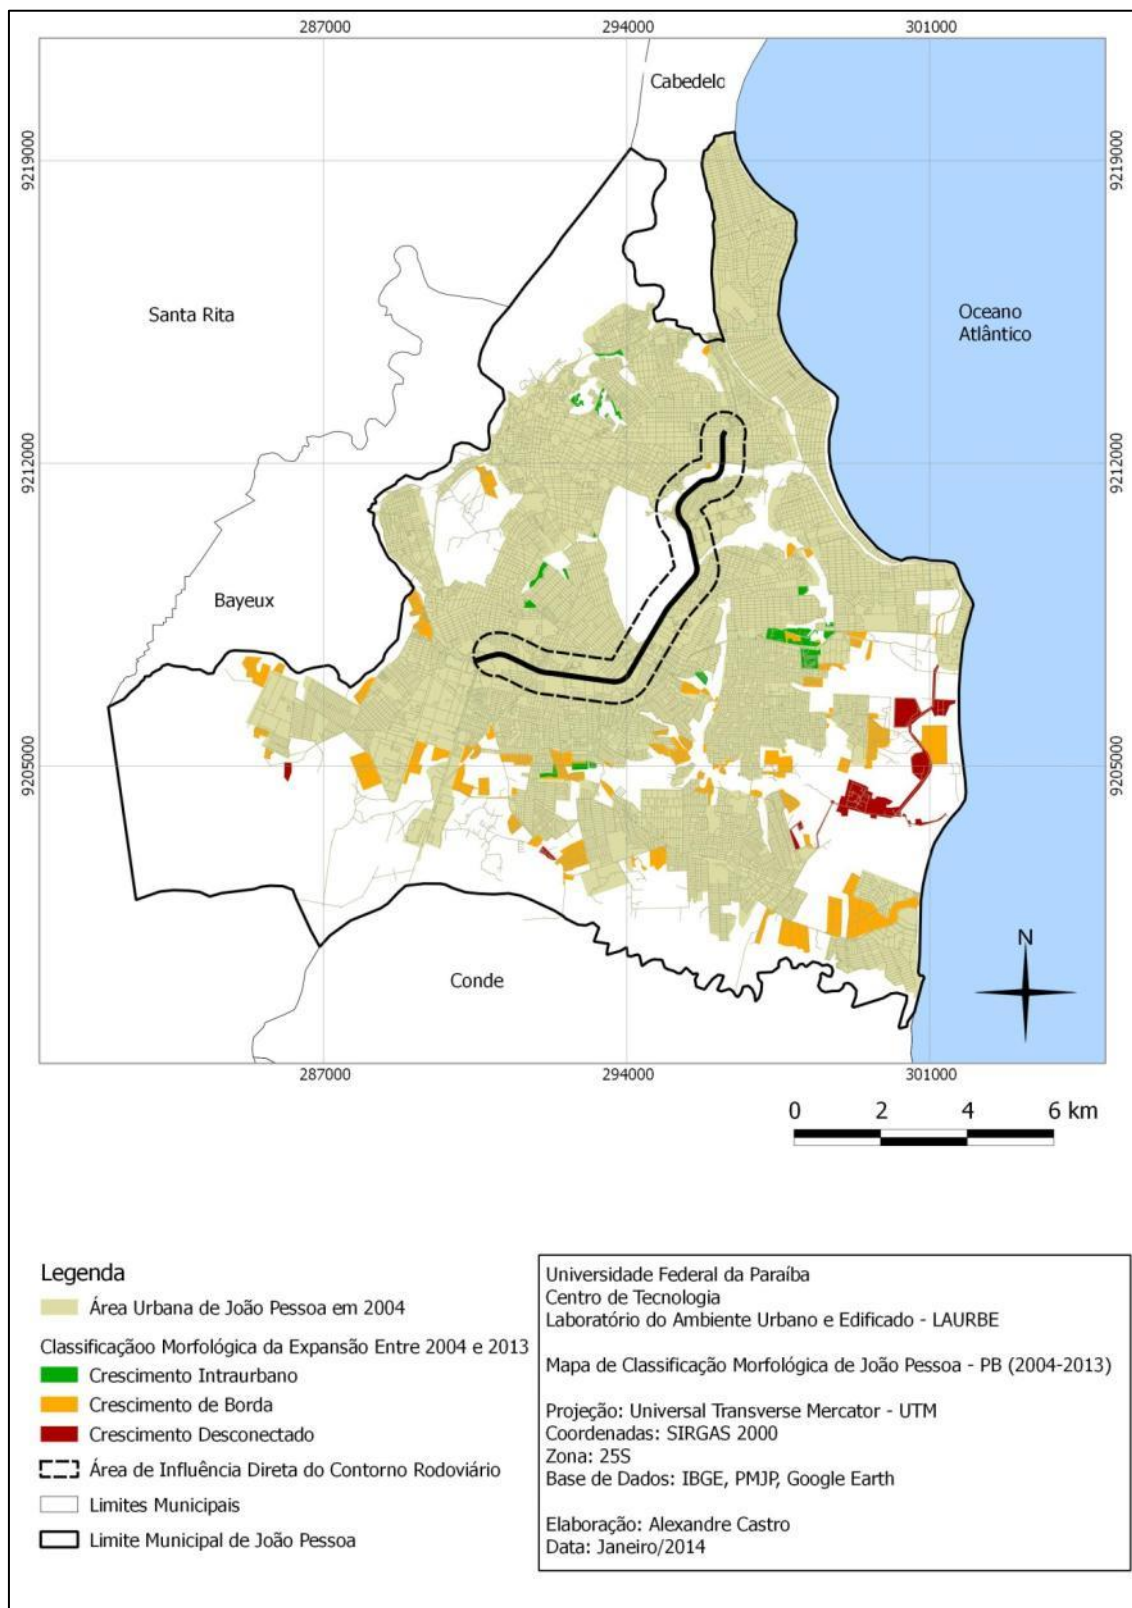 287000 294000 301000
Cabedelo
9219000 9219000
Santa Rita
Oceano
Atlântico
9212000 9212000
Bayeux
9205000 9205000
Conde
N
287000 294000 301000
0 2 4 6 km
Legenda
Área Urbana de João Pessoa em 2004
Classificaçãoo Morfológica da Expansão Entre 2004 e 2013
Crescimento Intraurbano
Crescimento de Borda
Crescimento Desconectado
Área de Influência Direta do Contorno Rodoviário
Limites Municipais
Limite Municipal de João Pessoa
Universidade Federal da Paraíba
Centro de Tecnologia
Laboratório do Ambiente Urbano e Edificado - LAURBE
Mapa de Classificação Morfológica de João Pessoa - PB (2004-2013)
Projeção: Universal Transverse Mercator - UTM
Coordenadas: SIRGAS 2000
Zona: 25S
Base de Dados: IBGE, PMJP, Google Earth
Elaboração: Alexandre Castro
Data: Janeiro/2014